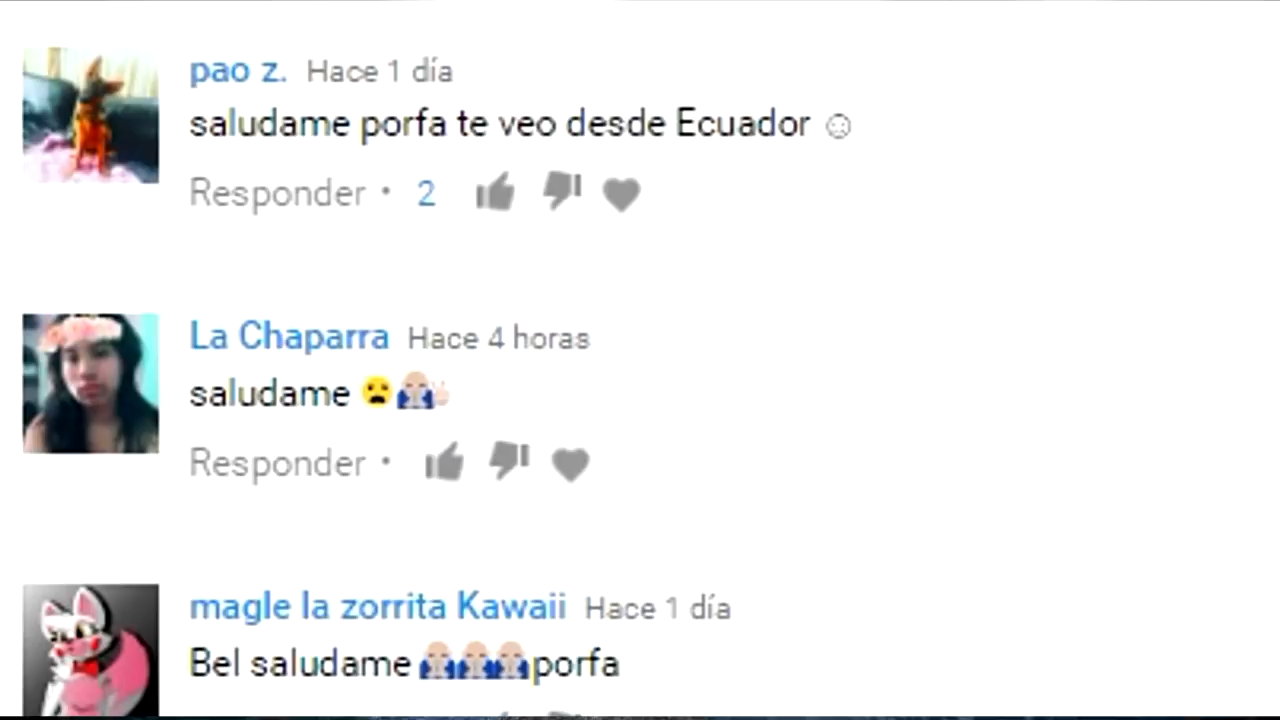 pao z. Hace 1 día
saludame porfa te veo desde Ecuador ☺
Responder • 2
La Chaparra Hace 4 horas
saludame
Responder •
magle la zorrita Kawaii Hace 1 día
Bel saludame porfa